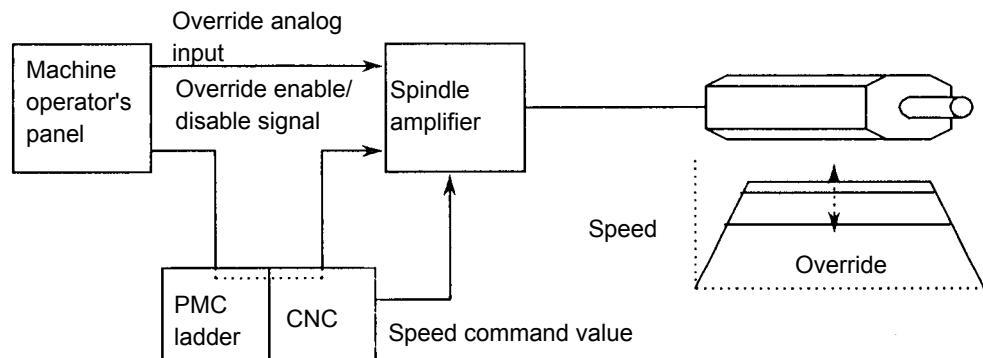 Override analog
input
Machine
operator's
panel
Override enable/
disable signal
Spindle
amplifier
Speed
Override
PMC
ladder
CNC
Speed command value